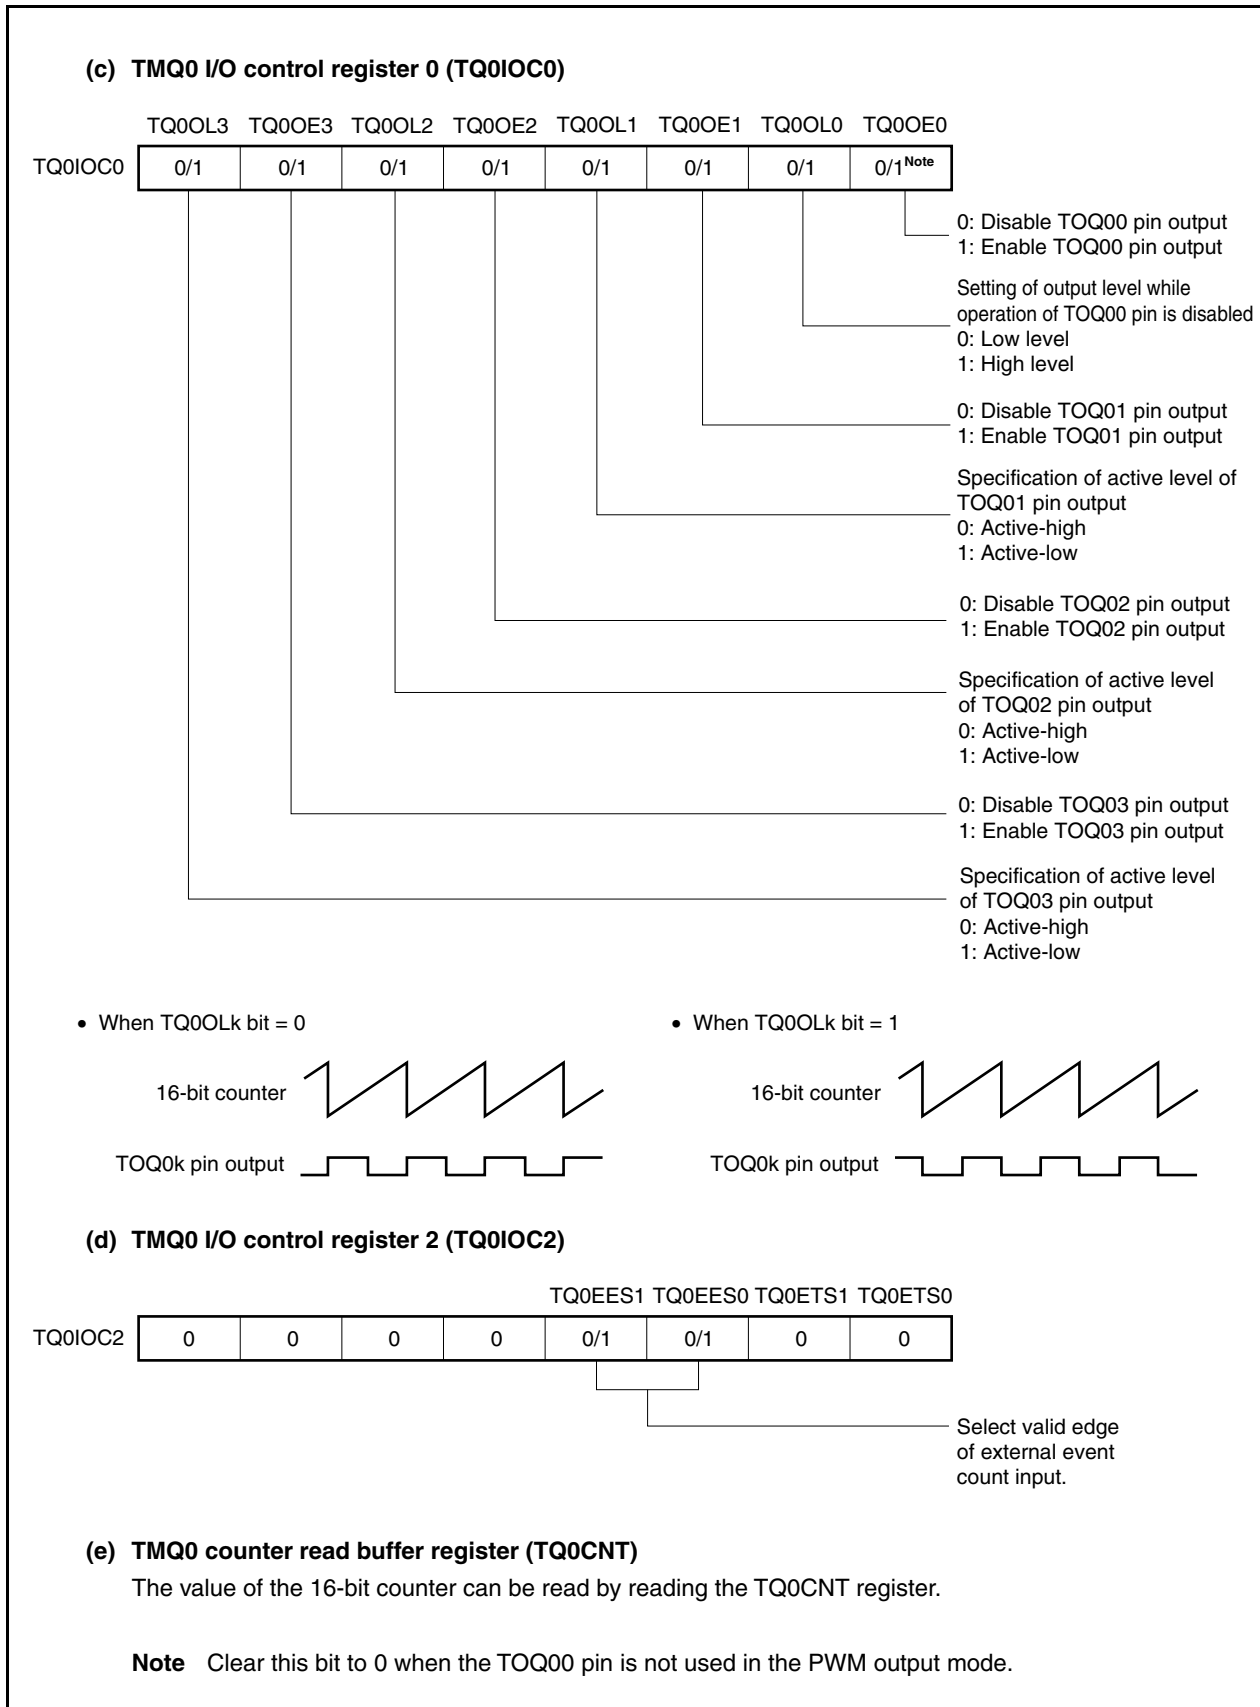 (c) TMQ0 I/O control register 0 (TQ0IOC0)
TQ0OL3 TQ0OE3 TQ0OL2 TQ0OE2 TQ0OL1 TQ0OE1 TQ0OL0 TQ0OE0
TQ0IOC0 0/1 0/1 0/1 0/1 0/1 0/1 0/1 0/1Note
0: Disable TOQ00 pin output
1: Enable TOQ00 pin output
Setting of output level while
operation of TOQ00 pin is disabled
0: Low level
1: High level
0: Disable TOQ01 pin output
1: Enable TOQ01 pin output
Specification of active level of
TOQ01 pin output
0: Active-high
1: Active-low
0: Disable TOQ02 pin output
1: Enable TOQ02 pin output
Specification of active level
of TOQ02 pin output
0: Active-high
1: Active-low
0: Disable TOQ03 pin output
1: Enable TOQ03 pin output
Specification of active level
of TOQ03 pin output
0: Active-high
1: Active-low
• When TQ0OLk bit = 0
16-bit counter
TOQ0k pin output
• When TQ0OLk bit = 1
16-bit counter
TOQ0k pin output
(d) TMQ0 I/O control register 2 (TQ0IOC2)
TQ0EES1 TQ0EES0 TQ0ETS1 TQ0ETS0
TQ0IOC2 0 0 0 0 0/1 0/1 0 0
Select valid edge
of external event
count input.
(e) TMQ0 counter read buffer register (TQ0CNT)
The value of the 16-bit counter can be read by reading the TQ0CNT register.
Note Clear this bit to 0 when the TOQ00 pin is not used in the PWM output mode.